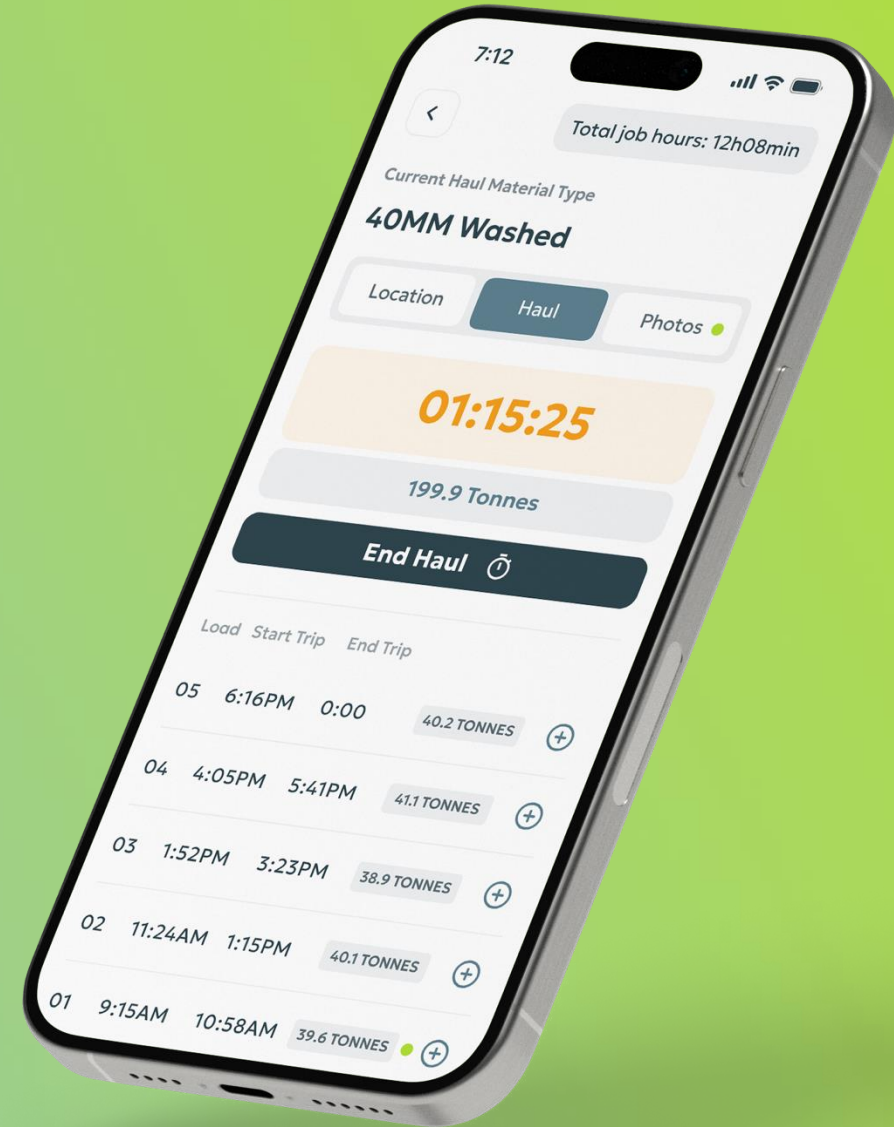 7:12
Total job hours: 12h08min
Current Haul Material Type
40MM Washed
Location Haul Photos
01:15:25
199.9 Tonnes
End Haul
Load Start Trip End Trip
05 6:16PM 0:00 40.2 TONNES
04 4:05PM 5:41PM 41.1 TONNES
03 1:52PM 3:23PM 38.9 TONNES
02 11:24AM 1:15PM 40.1 TONNES
01 9:15AM 10:58AM 39.6 TONNES